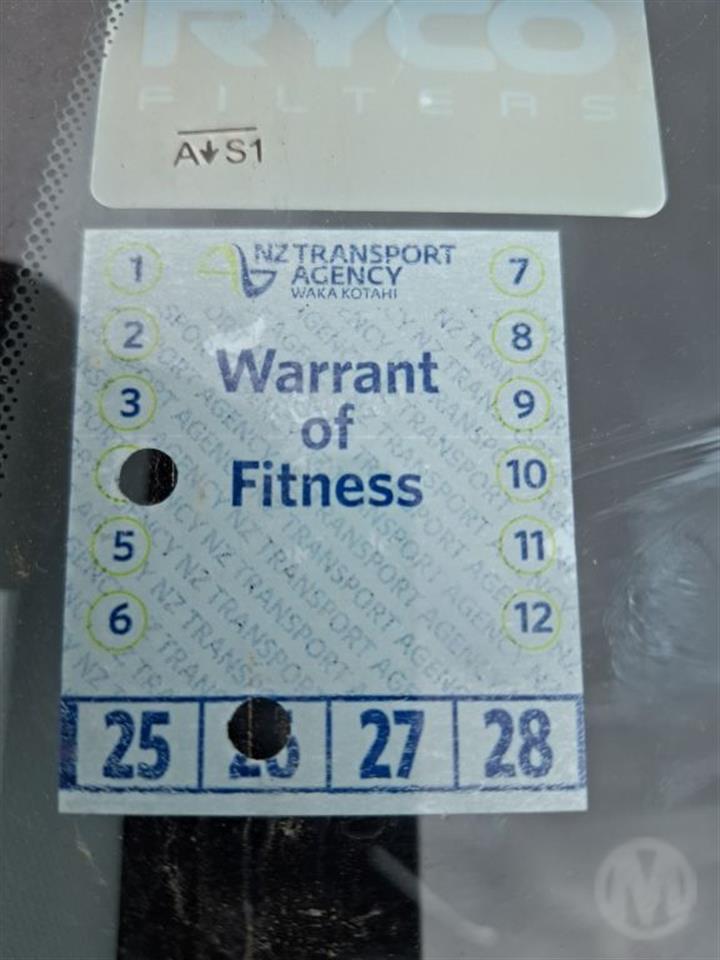 RYCO
FILTERS
A↓S1
NZ TRANSPORT
AGENCY
WAKA KOTAHI
1
7
2
8
Warrant
of
Fitness
3
9
10
5
11
6
12
25
26
27
28
M